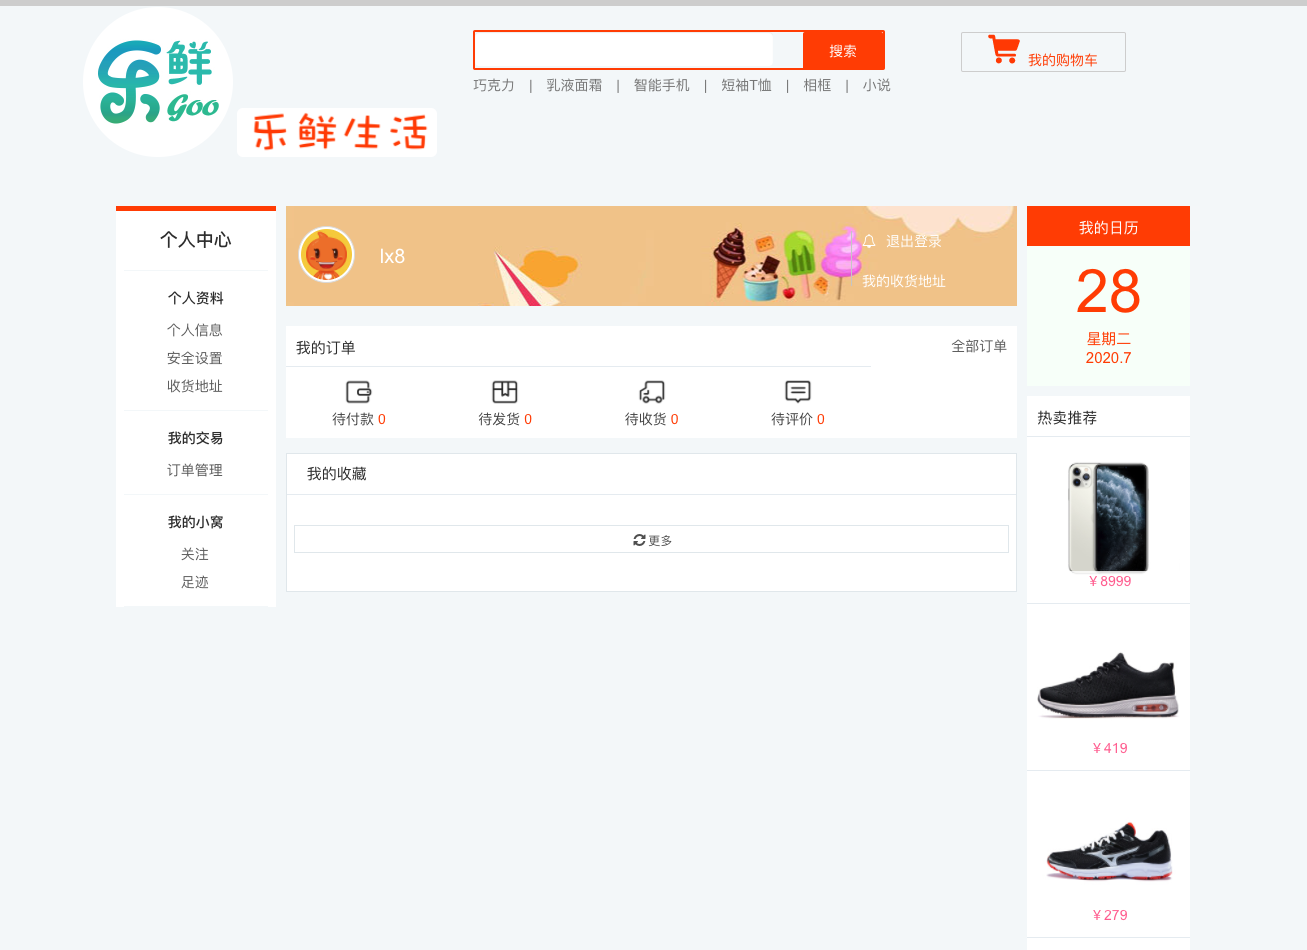 乐鲜
Goo
乐鲜生活
搜索
巧克力 | 乳液面霜 | 智能手机 | 短袖T恤 | 相框 | 小说
我的购物车
个人中心
个人资料
个人信息
安全设置
收货地址
我的交易
订单管理
我的小窝
关注
足迹
lx8
退出登录
我的收货地址
我的订单
全部订单
待付款 0
待发货 0
待收货 0
待评价 0
我的收藏
更多
我的日历
28
星期二
2020.7
热卖推荐
￥8999
￥419
￥279